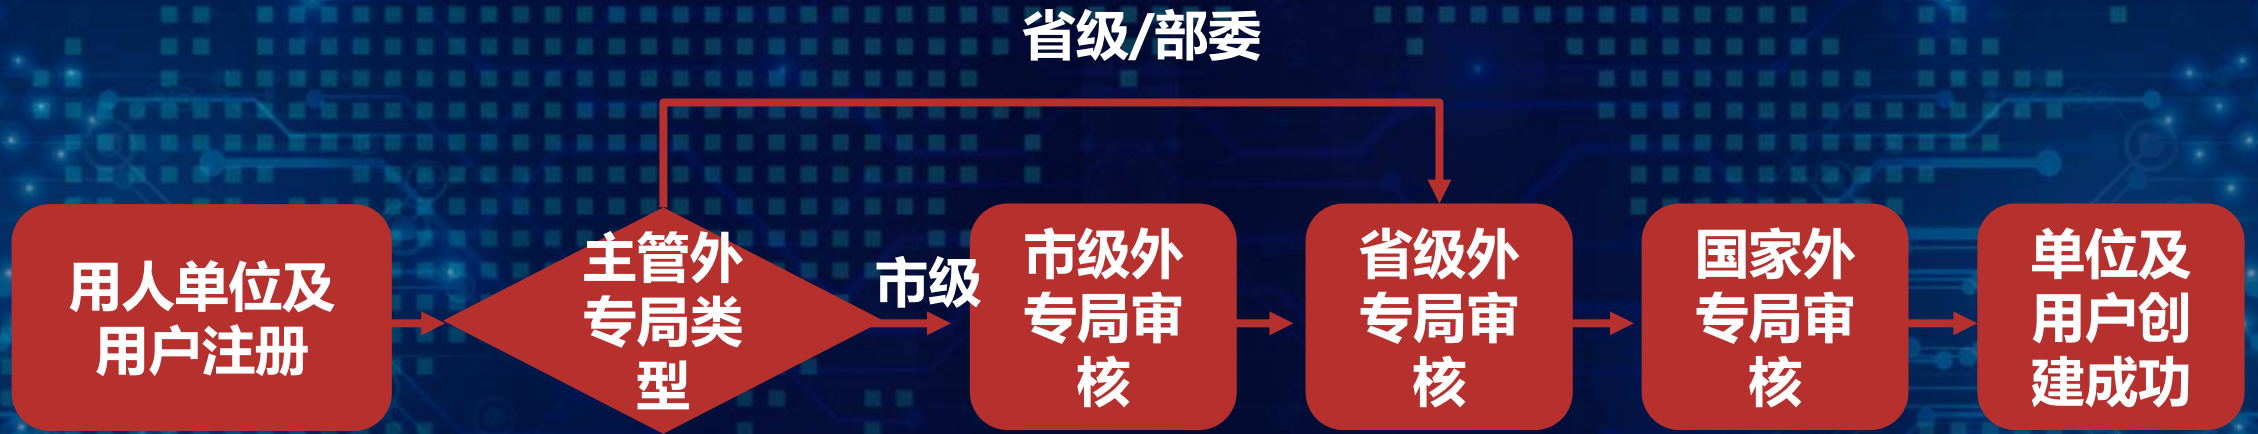 省级/部委
用人单位及
用户注册
主管外
专局类
型
市级
市级外
专局审
核
省级外
专局审
核
国家外
专局审
核
单位及
用户创
建成功